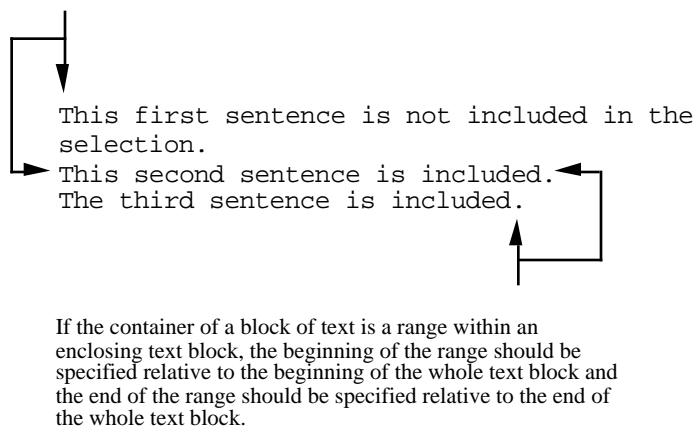 This first sentence is not included in the
selection.
This second sentence is included.
The third sentence is included.
If the container of a block of text is a range within an
enclosing text block, the beginning of the range should be
specified relative to the beginning of the whole text block and
the end of the range should be specified relative to the end of
the whole text block.